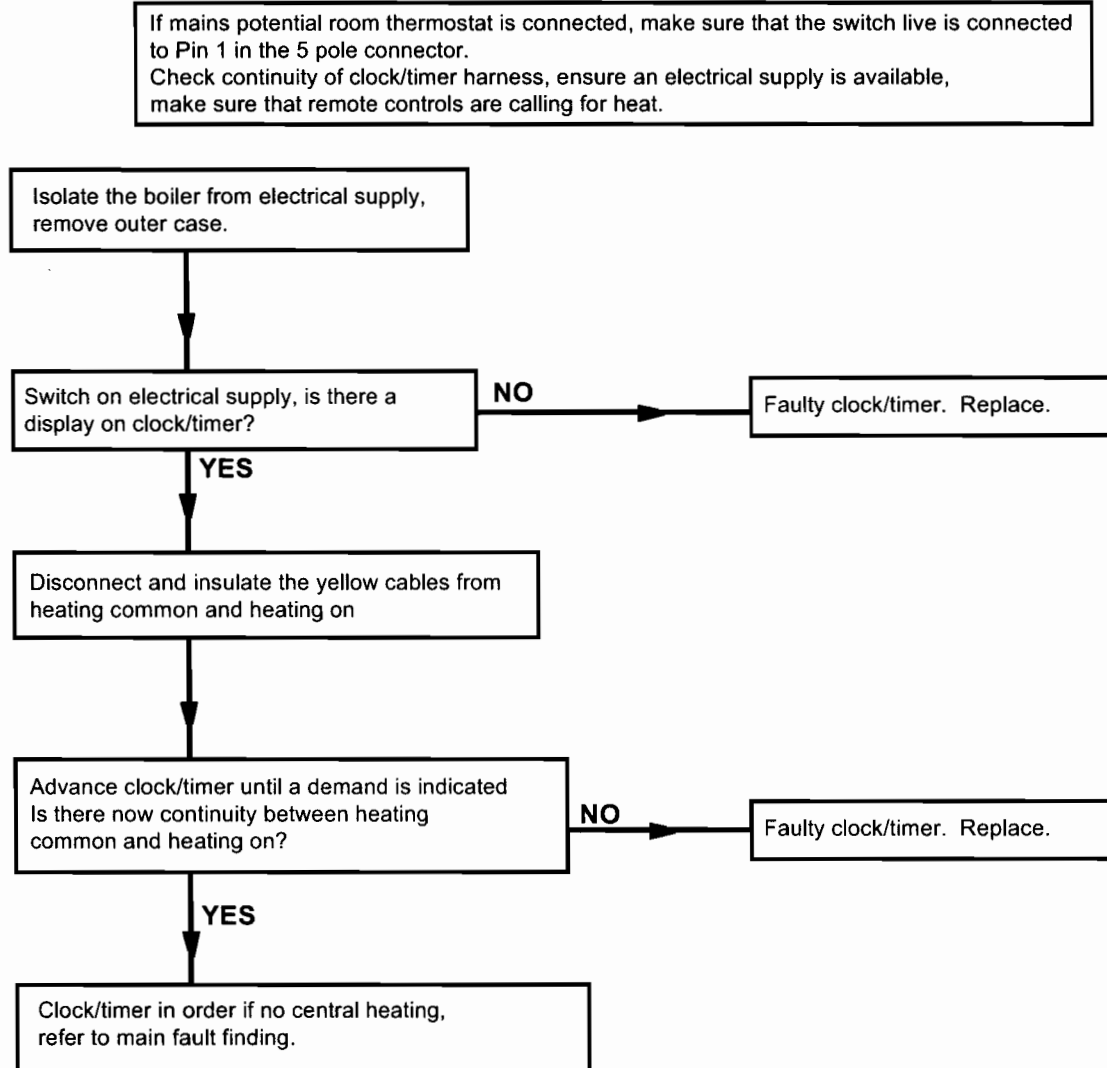 If mains potential room thermostat is connected, make sure that the switch live is connected
to Pin 1 in the 5 pole connector.
Check continuity of clock/timer harness, ensure an electrical supply is available,
make sure that remote controls are calling for heat.
Isolate the boiler from electrical supply,
remove outer case.
Switch on electrical supply, is there a
display on clock/timer?
NO
Faulty clock/timer.  Replace.
YES
Disconnect and insulate the yellow cables from
heating common and heating on
Advance clock/timer until a demand is indicated
Is there now continuity between heating
common and heating on?
NO
Faulty clock/timer.  Replace.
YES
Clock/timer in order if no central heating,
refer to main fault finding.